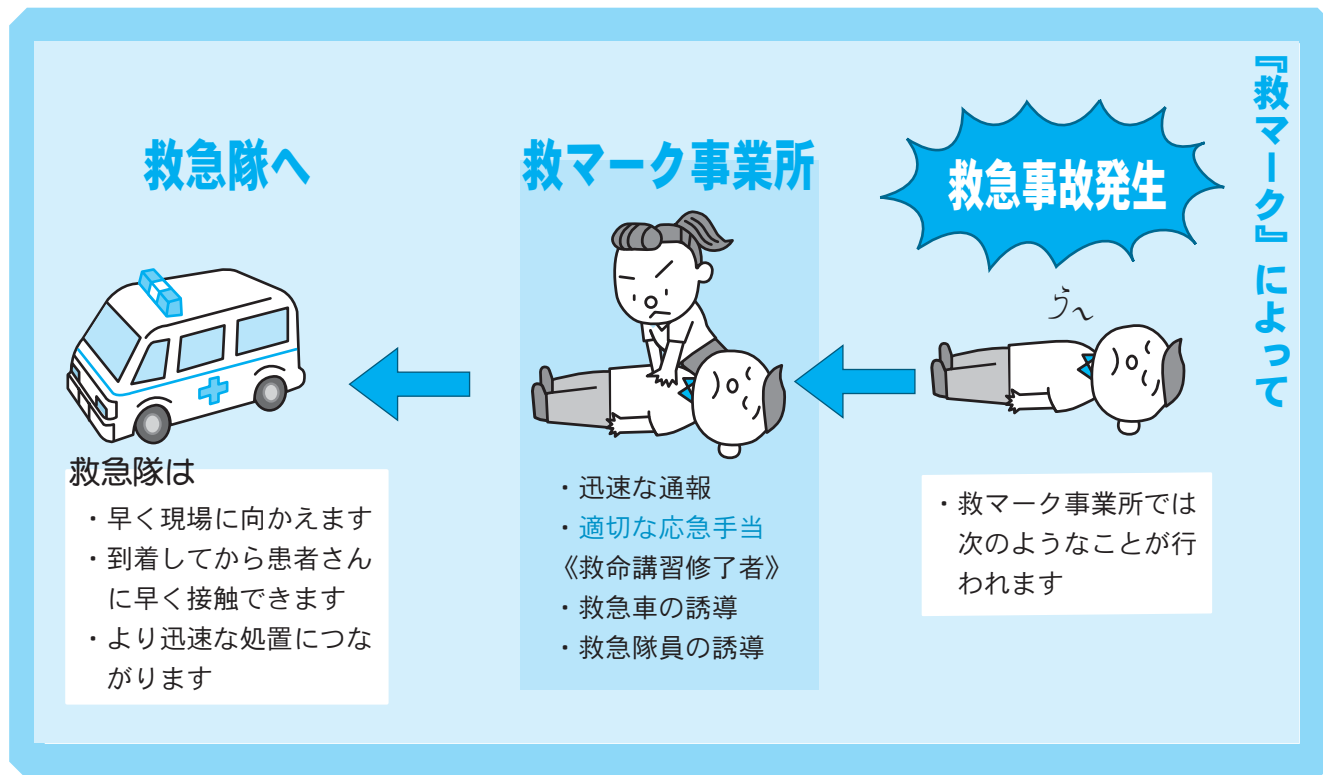 『救マーク』によって
救急事故発生
う～
・救マーク事業所では
次のようなことが行
われます
救マーク事業所
・迅速な通報
・適切な応急手当
《救命講習修了者》
・救急車の誘導
・救急隊員の誘導
救急隊へ
救急隊は
・早く現場に向かえます
・到着してから患者さん
に早く接触できます
・より迅速な処置につな
がります